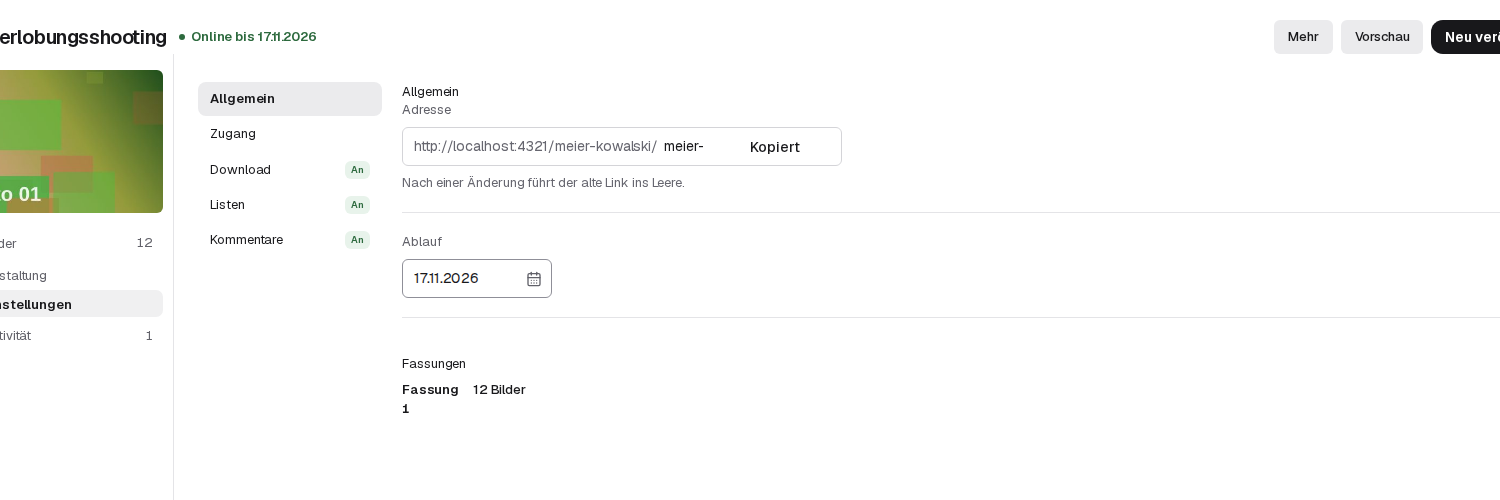 erlobungsshooting
Online bis 17.11.2026
Mehr
Vorschau
Neu verö
o 01
der 12
staltung
nstellungen
tivität 1
Allgemein
Zugang
Download An
Listen An
Kommentare An
Allgemein
Adresse
http://localhost:4321/meier-kowalski/ meier- Kopiert
Nach einer Änderung führt der alte Link ins Leere.
Ablauf
17.11.2026
Fassungen
Fassung 12 Bilder
1